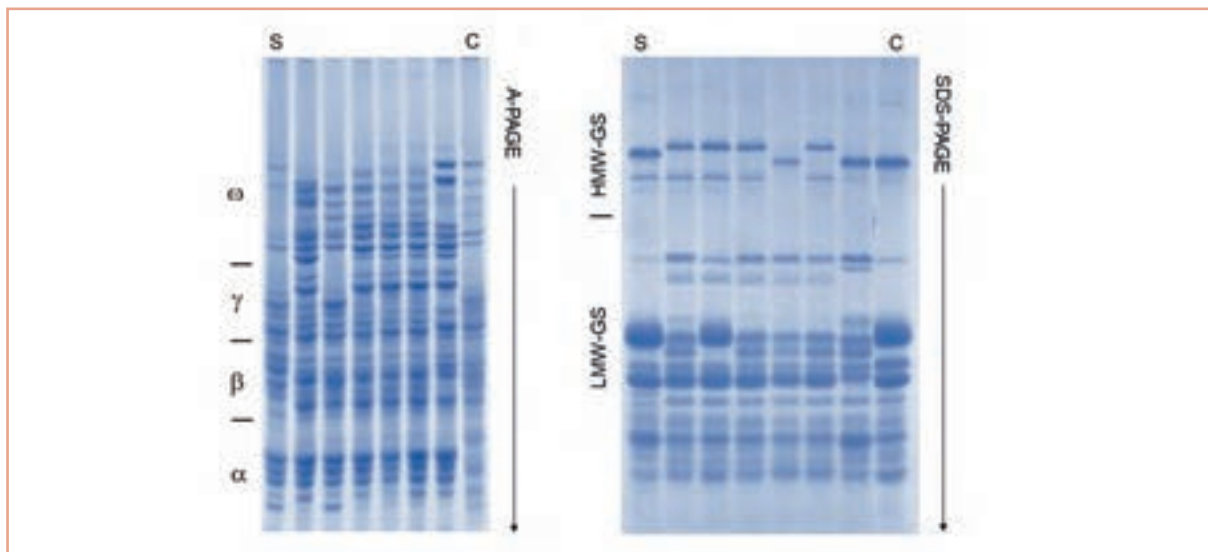 S C
A-PAGE
ω
γ
β
α
S C
SDS-PAGE
HMW-GS
LMW-GS